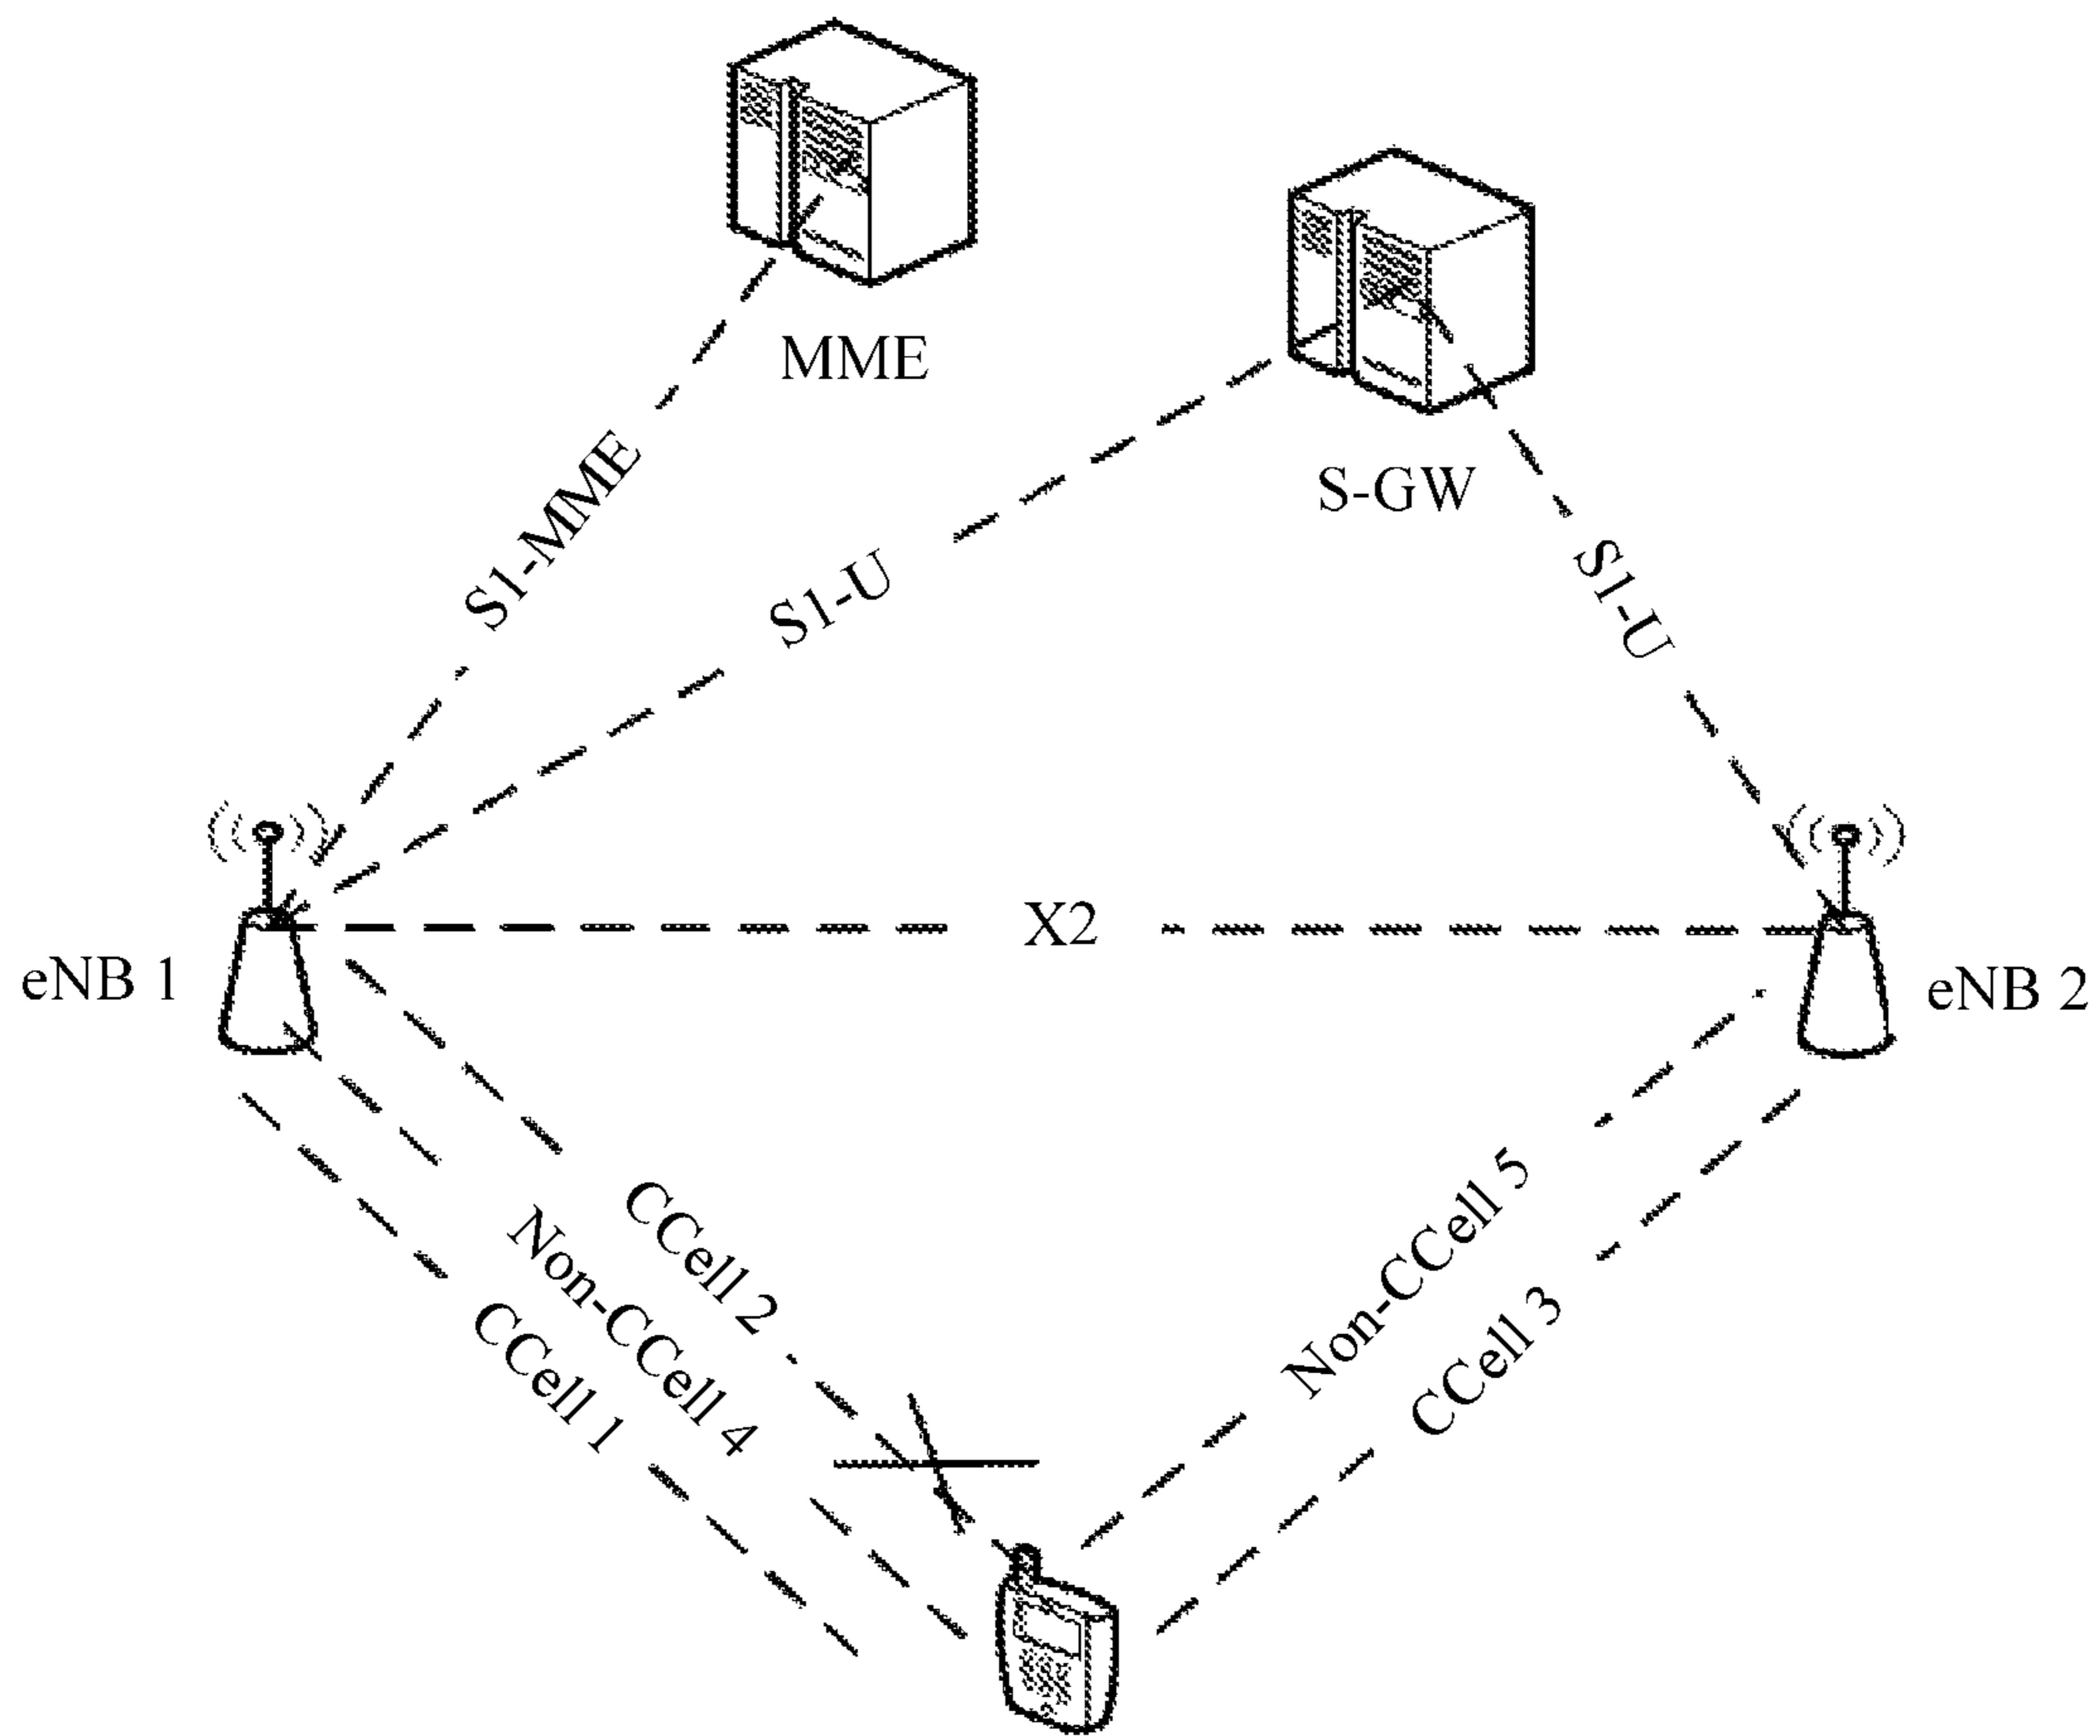 MME
S-GW
S1-MME
S1-U
S1-U
X2
eNB 1
eNB 2
CCell 2
Non-CCell 4
CCell 1
Non-CCell 5
CCell 3